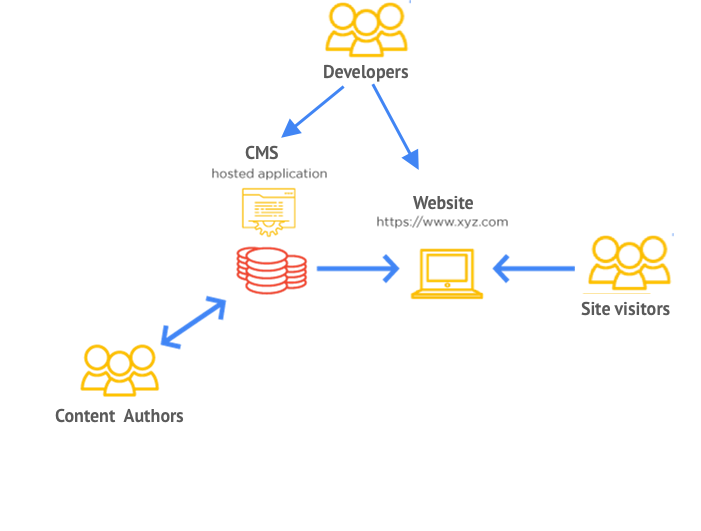 Developers
CMS
hosted application
Website
https://www.xyz.com
Site visitors
Content Authors